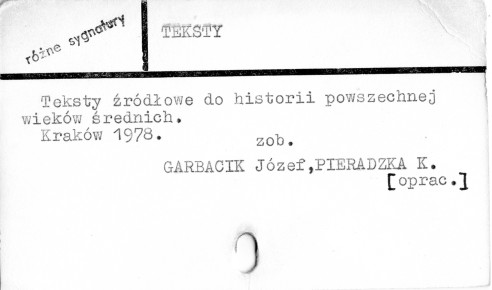 różne sygnatury
TEKSTY
Teksty źródłowe do historii powszechnej
wieków średnich.
Kraków 1978.
zob.
GARBACIK Józef,PIERADZKA K.
[oprac.]